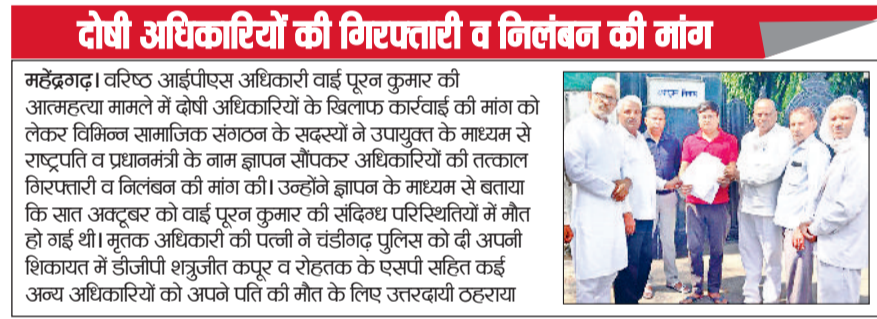 दोषी अधिकारियों की गिरफ्तारी व निलंबन की मांग
महेंद्रगढ़। वरिष्ठ आईपीएस अधिकारी वाई पूरन कुमार की
आत्महत्या मामले में दोषी अधिकारियों के खिलाफ कार्रवाई की मांग को
लेकर विभिन्न सामाजिक संगठन के सदस्यों ने उपायुक्त के माध्यम से
राष्ट्रपति व प्रधानमंत्री के नाम ज्ञापन सौंपकर अधिकारियों की तत्काल
गिरफ्तारी व निलंबन की मांग की। उन्होंने ज्ञापन के माध्यम से बताया
कि सात अक्टूबर को वाई पूरन कुमार की संदिग्ध परिस्थितियों में मौत
हो गई थी। मृतक अधिकारी की पत्नी ने चंडीगढ़ पुलिस को दी अपनी
शिकायत में डीजीपी शत्रुजीत कपूर व रोहतक के एसपी सहित कई
अन्य अधिकारियों को अपने पति की मौत के लिए उत्तरदायी ठहराया